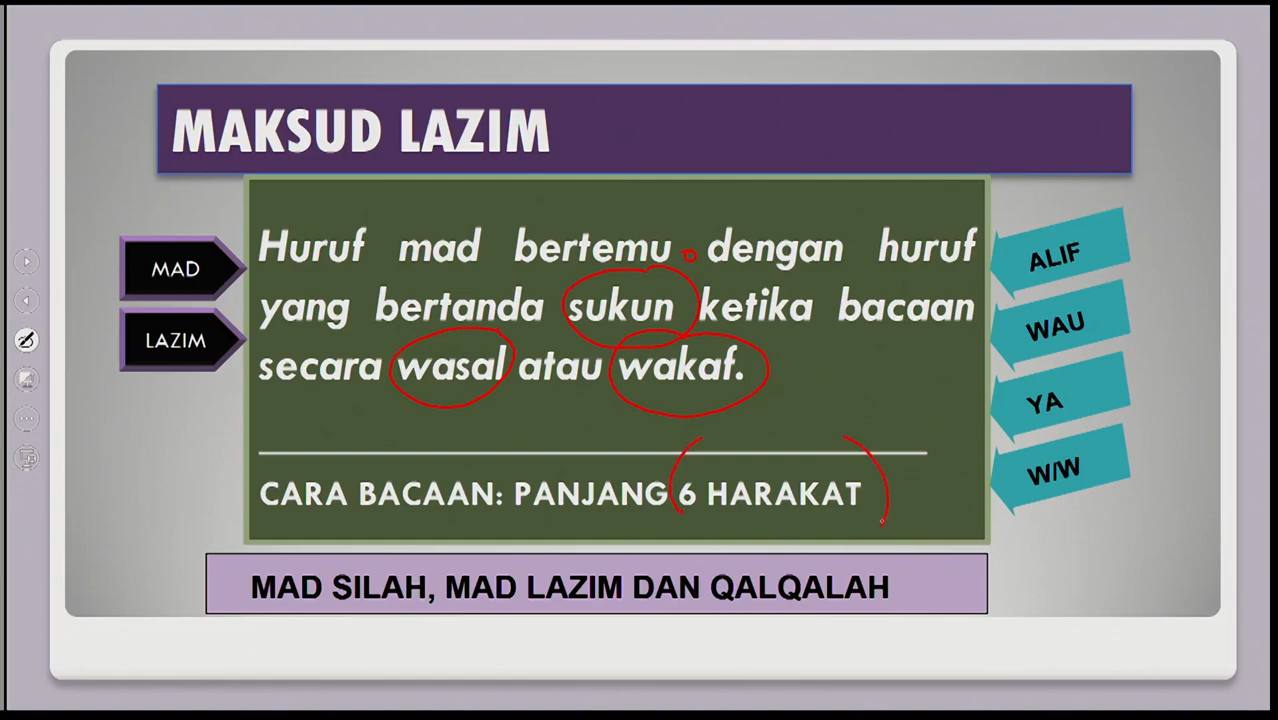 MAKSUD LAZIM
MAD
LAZIM
Huruf mad bertemu dengan huruf
yang bertanda sukun ketika bacaan
secara wasal atau wakaf.
CARA BACAAN: PANJANG 6 HARAKAT
ALIF
WAU
YA
W/W
MAD SILAH, MAD LAZIM DAN QALQALAH